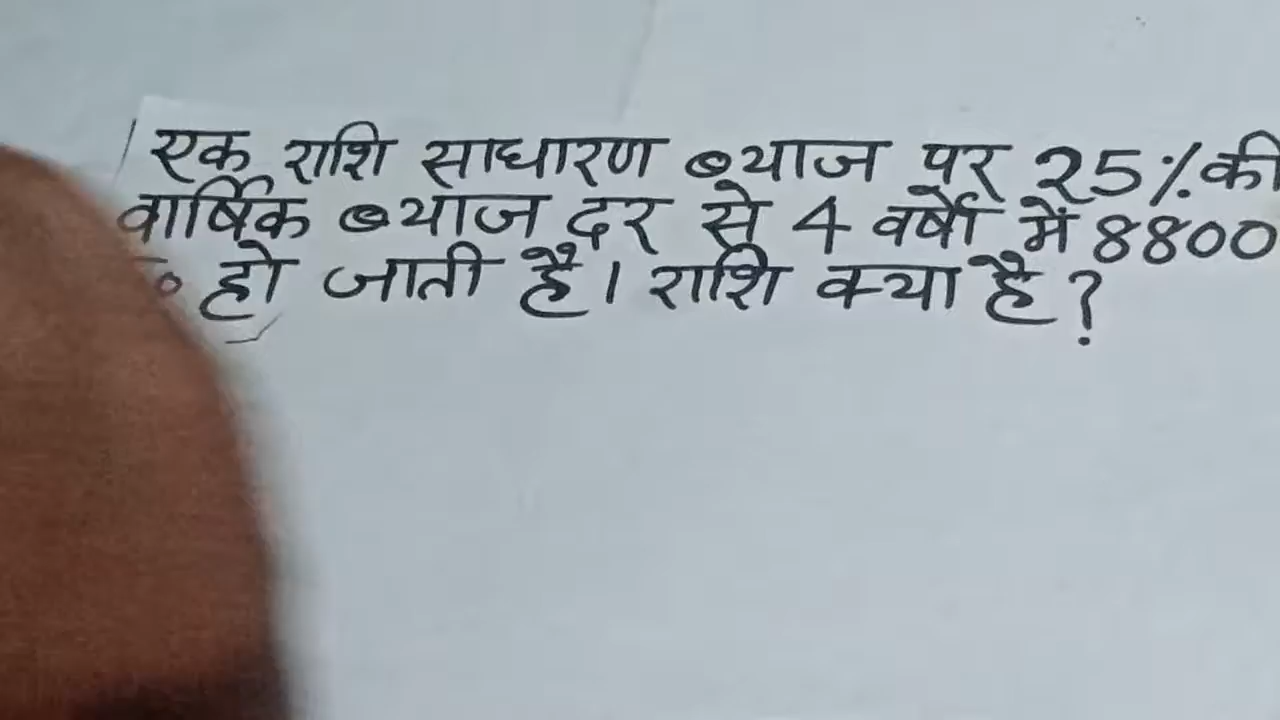 एक राशि साधारण ब्याज पर 25% की
वार्षिक ब्याज दर से 4 वर्षो में 8800
हो जाती है। राशि क्या है?